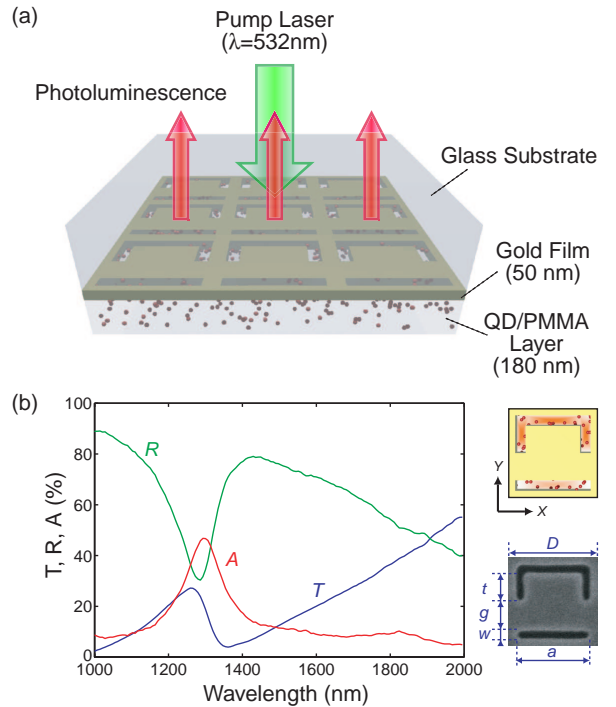 (a)
Pump Laser
(λ=532nm)
Photoluminescence
Glass Substrate
Gold Film
(50 nm)
QD/PMMA
Layer
(180 nm)
(b)
100
80
60
40
20
0
T, R, A (%)
R
A
T
1000
1200
1400
1600
1800
2000
Wavelength (nm)
Y
X
D
t
g
w
a